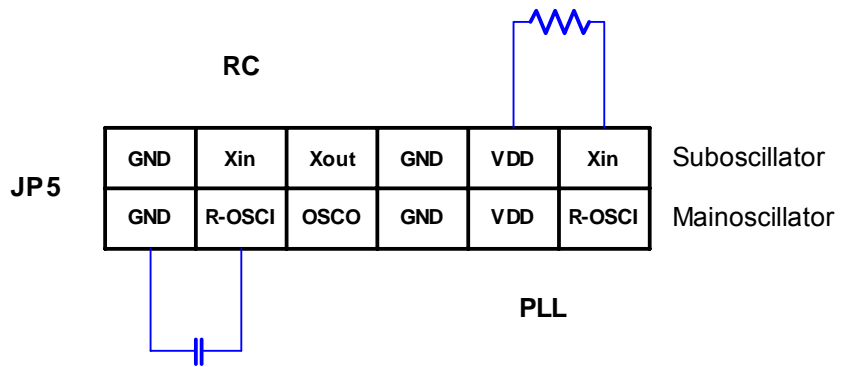 RC
GND Xin Xout GND VDD Xin Suboscillator
JP5
GND R-OSCI OSCO GND VDD R-OSCI Mainoscillator
PLL